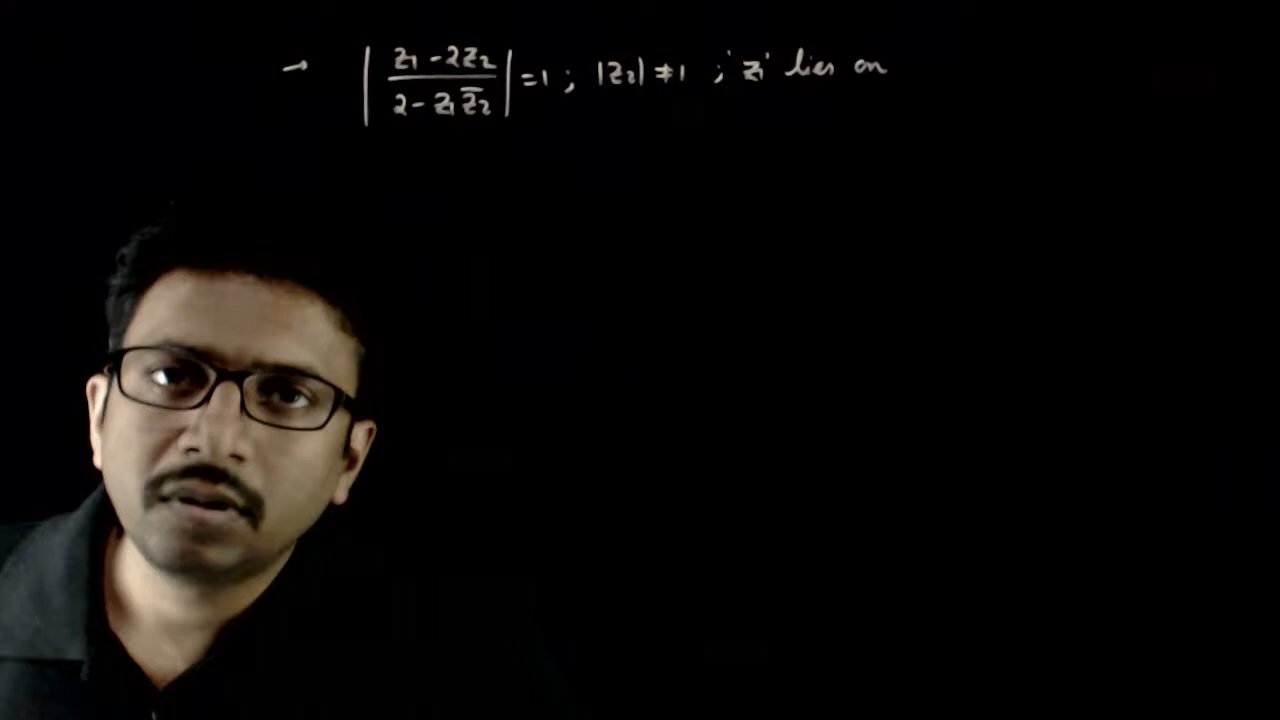 → | (z₁ - 2z₂) / (2 - z₁z̄₂) | = 1 ; |z₂| ≠ 1 ; 'z₁' lies on